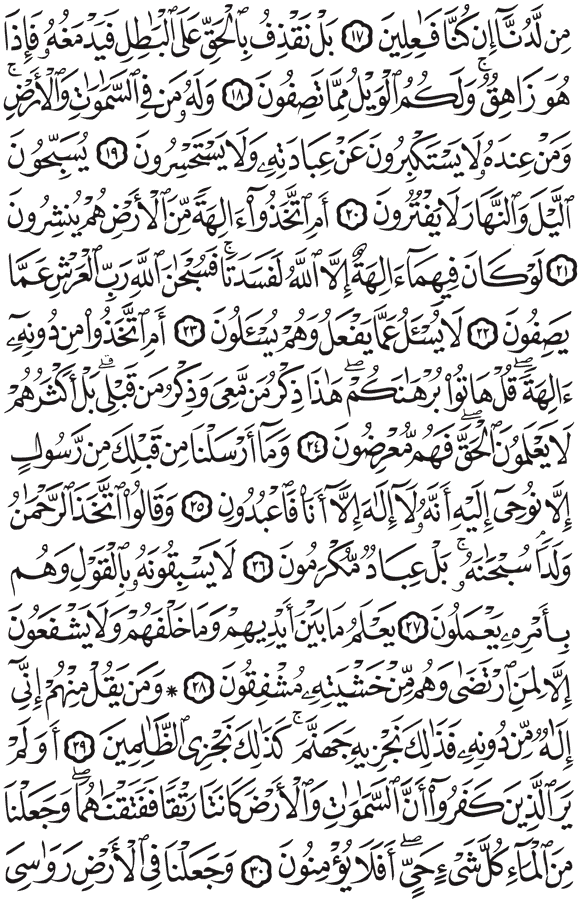 مِن لَّدُنَّآ إِن كُنَّا فَٰعِلِينَ ١٧ بَلْ نَقْذِفُ بِٱلْحَقِّ عَلَى ٱلْبَٰطِلِ فَيَدْمَغُهُۥ فَإِذَا
هُوَ زَاهِقٌۚ وَلَكُمُ ٱلْوَيْلُ مِمَّا تَصِفُونَ ١٨ وَلَهُۥ مَن فِى ٱلسَّمَٰوَٰتِ وَٱلْأَرْضِۚ
وَمَنْ عِندَهُۥ لَا يَسْتَكْبِرُونَ عَنْ عِبَادَتِهِۦ وَلَا يَسْتَحْسِرُونَ ١٩ يُسَبِّحُونَ
ٱلَّيْلَ وَٱلنَّهَارَ لَا يَفْتُرُونَ ٢٠ أَمِ ٱتَّخَذُوٓا۟ ءَالِهَةً مِّنَ ٱلْأَرْضِ هُمْ يُنشِرُونَ
٢١ لَوْ كَانَ فِيهِمَآ ءَالِهَةٌ إِلَّا ٱللَّهُ لَفَسَدَتَاۚ فَسُبْحَٰنَ ٱللَّهِ رَبِّ ٱلْعَرْشِ عَمَّا
يَصِفُونَ ٢٢ لَا يُسْـَٔلُ عَمَّا يَفْعَلُ وَهُمْ يُسْـَٔلُونَ ٢٣ أَمِ ٱتَّخَذُوا۟ مِن دُونِهِۦٓ
ءَالِهَةًۖ قُلْ هَاتُوا۟ بُرْهَٰنَكُمْۖ هَٰذَا ذِكْرُ مَن مَّعِىَ وَذِكْرُ مَن قَبْلِىۗ بَلْ أَكْثَرُهُمْ
لَا يَعْلَمُونَ ٱلْحَقَّۖ فَهُم مُّعْرِضُونَ ٢٤ وَمَآ أَرْسَلْنَا مِن قَبْلِكَ مِن رَّسُولٍ
إِلَّا نُوحِىٓ إِلَيْهِ أَنَّهُۥ لَآ إِلَٰهَ إِلَّآ أَنَا۠ فَٱعْبُدُونِ ٢٥ وَقَالُوا۟ ٱتَّخَذَ ٱلرَّحْمَٰنُ
وَلَدًاۗ سُبْحَٰنَهُۥۚ بَلْ عِبَادٌ مُّكْرَمُونَ ٢٦ لَا يَسْبِقُونَهُۥ بِٱلْقَوْلِ وَهُم
بِأَمْرِهِۦ يَعْمَلُونَ ٢٧ يَعْلَمُ مَا بَيْنَ أَيْدِيهِمْ وَمَا خَلْفَهُمْ وَلَا يَشْفَعُونَ
إِلَّا لِمَنِ ٱرْتَضَىٰ وَهُم مِّنْ خَشْيَتِهِۦ مُشْفِقُونَ ٢٨ * وَمَن يَقُلْ مِنْهُمْ إِنِّىٓ
إِلَٰهٌ مِّن دُونِهِۦ فَذَٰلِكَ نَجْزِيهِ جَهَنَّمَۚ كَذَٰلِكَ نَجْزِى ٱلظَّٰلِمِينَ ٢٩ أَوَلَمْ
يَرَ ٱلَّذِينَ كَفَرُوٓا۟ أَنَّ ٱلسَّمَٰوَٰتِ وَٱلْأَرْضَ كَانَتَا رَتْقًا فَفَتَقْنَٰهُمَاۖ وَجَعَلْنَا
مِنَ ٱلْمَآءِ كُلَّ شَىْءٍ حَىٍّۖ أَفَلَا يُؤْمِنُونَ ٣٠ وَجَعَلْنَا فِى ٱلْأَرْضِ رَوَٰسِىَ